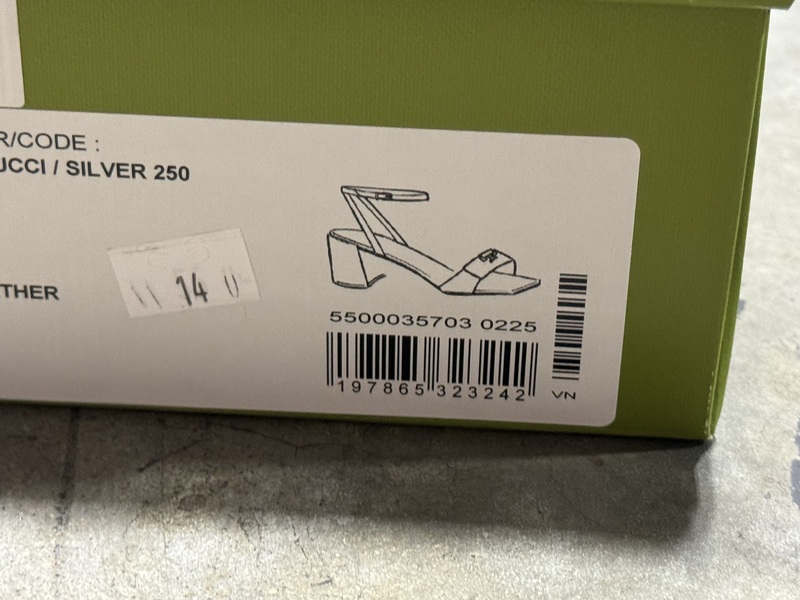 R/CODE :
UCCI / SILVER 250
14
THER
5500035703 0225
197865 323242
VN